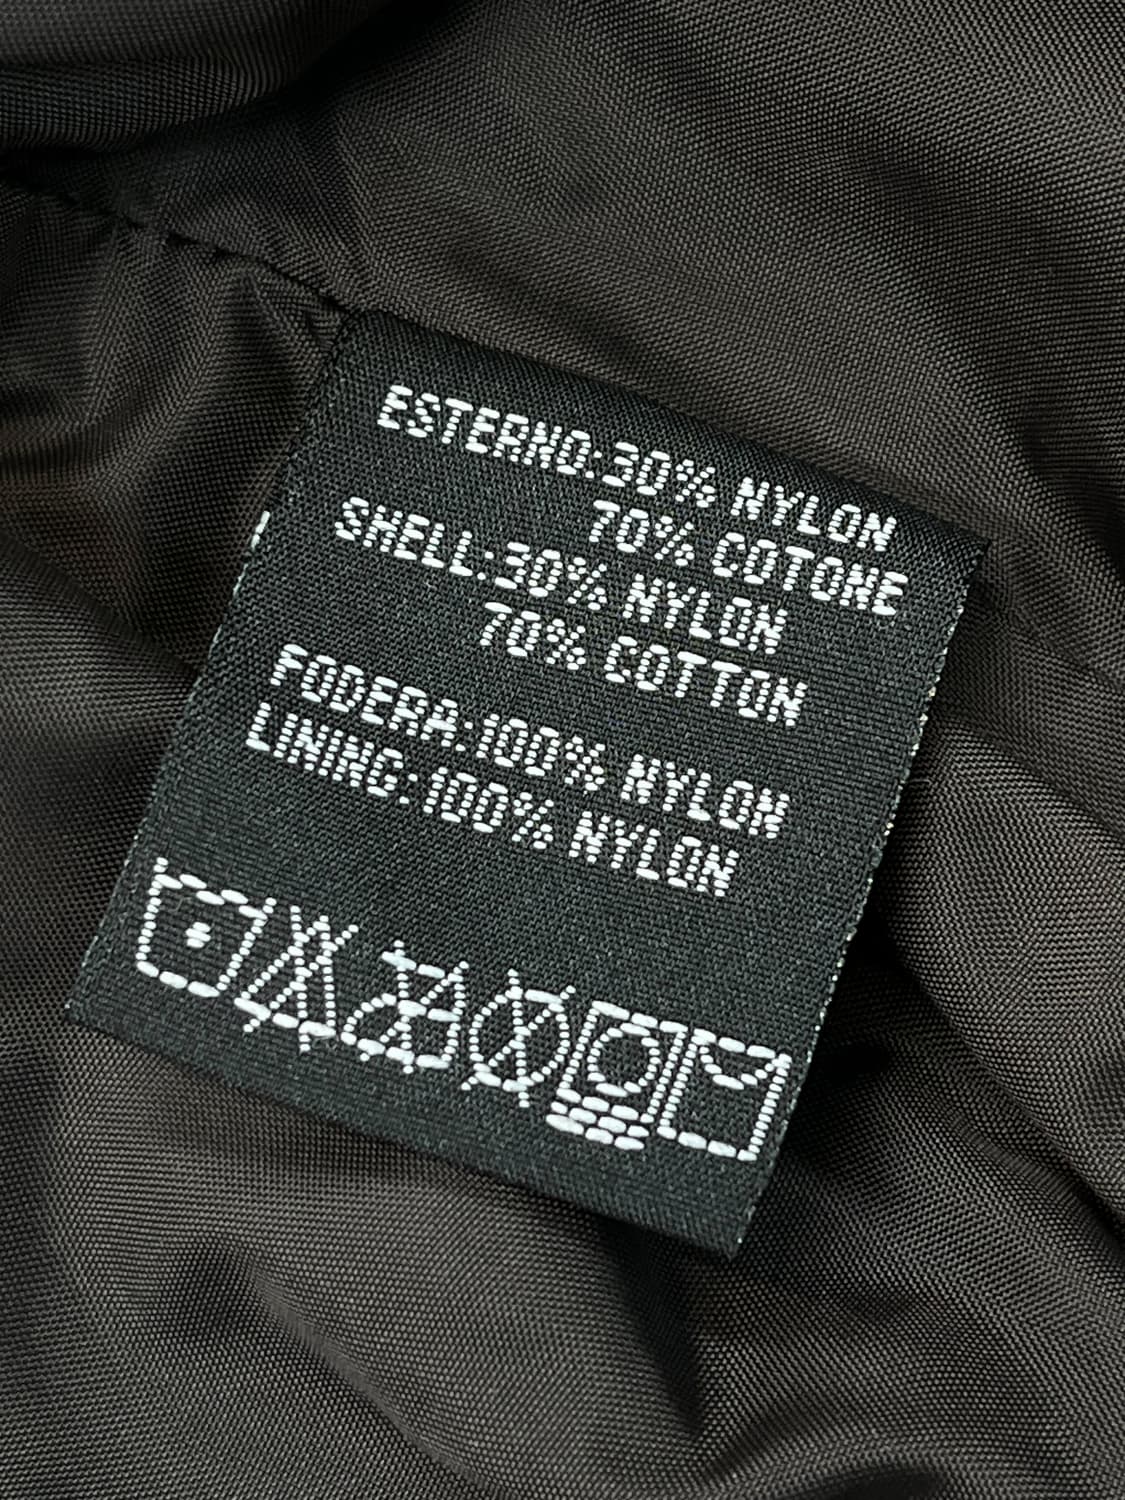 ESTERNO:30% NYLON
70% COTONE
SHELL:30% NYLON
70% COTTON
FODERA:100% NYLON
LINING:100% NYLON